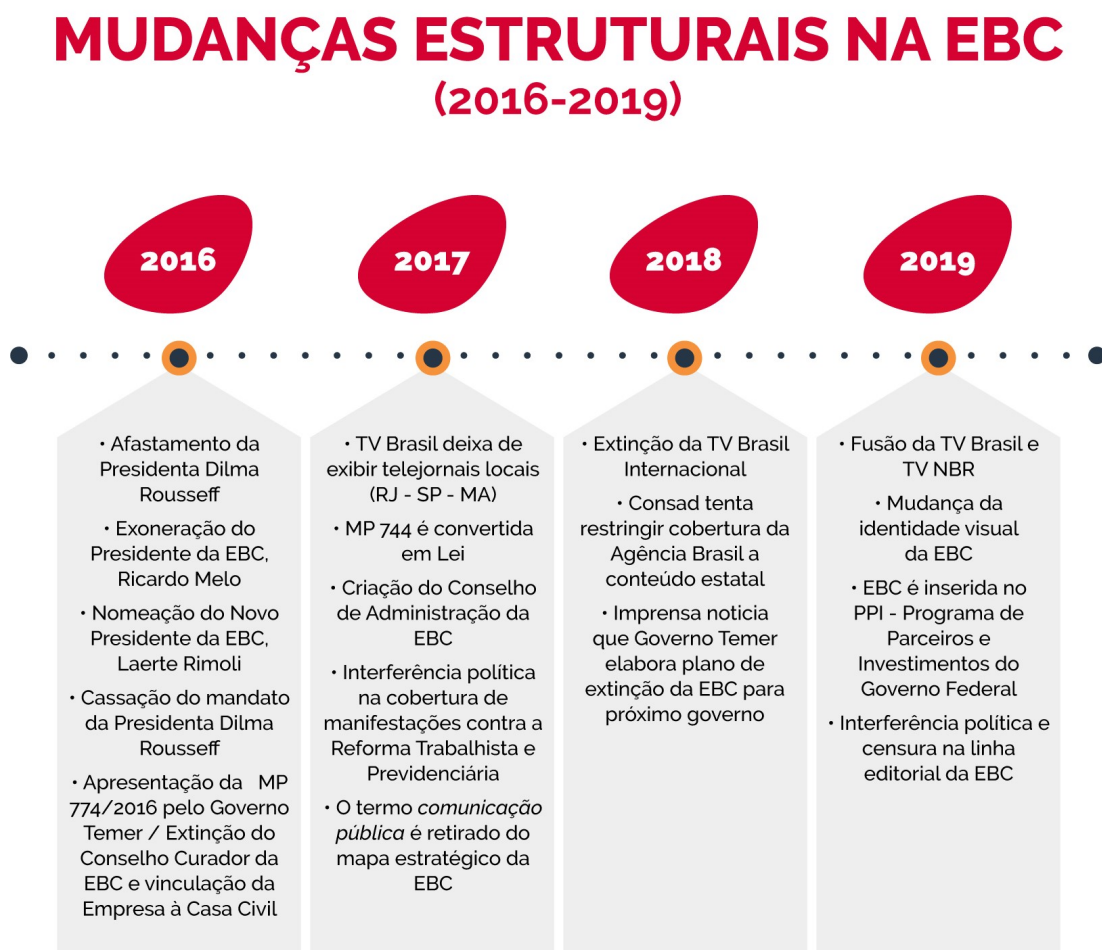 MUDANÇAS ESTRUTURAIS NA EBC
(2016-2019)
2016
• Afastamento da
Presidenta Dilma
Rousseff
• Exoneração do
Presidente da EBC,
Ricardo Melo
• Nomeação do Novo
Presidente da EBC,
Laerte Rimoli
• Cassação do mandato
da Presidenta Dilma
Rousseff
• Apresentação da MP
774/2016 pelo Governo
Temer / Extinção do
Conselho Curador da
EBC e vinculação da
Empresa à Casa Civil
2017
• TV Brasil deixa de
exibir telejornais locais
(RJ - SP - MA)
• MP 744 é convertida
em Lei
• Criação do Conselho
de Administração da
EBC
• Interferência política
na cobertura de
manifestações contra a
Reforma Trabalhista e
Previdenciária
• O termo comunicação
pública é retirado do
mapa estratégico da
EBC
2018
• Extinção da TV Brasil
Internacional
• Consad tenta
restringir cobertura da
Agência Brasil a
conteúdo estatal
• Imprensa noticia
que Governo Temer
elabora plano de
extinção da EBC para
próximo governo
2019
• Fusão da TV Brasil e
TV NBR
• Mudança da
identidade visual
da EBC
• EBC é inserida no
PPI - Programa de
Parceiros e
Investimentos do
Governo Federal
• Interferência política e
censura na linha
editorial da EBC